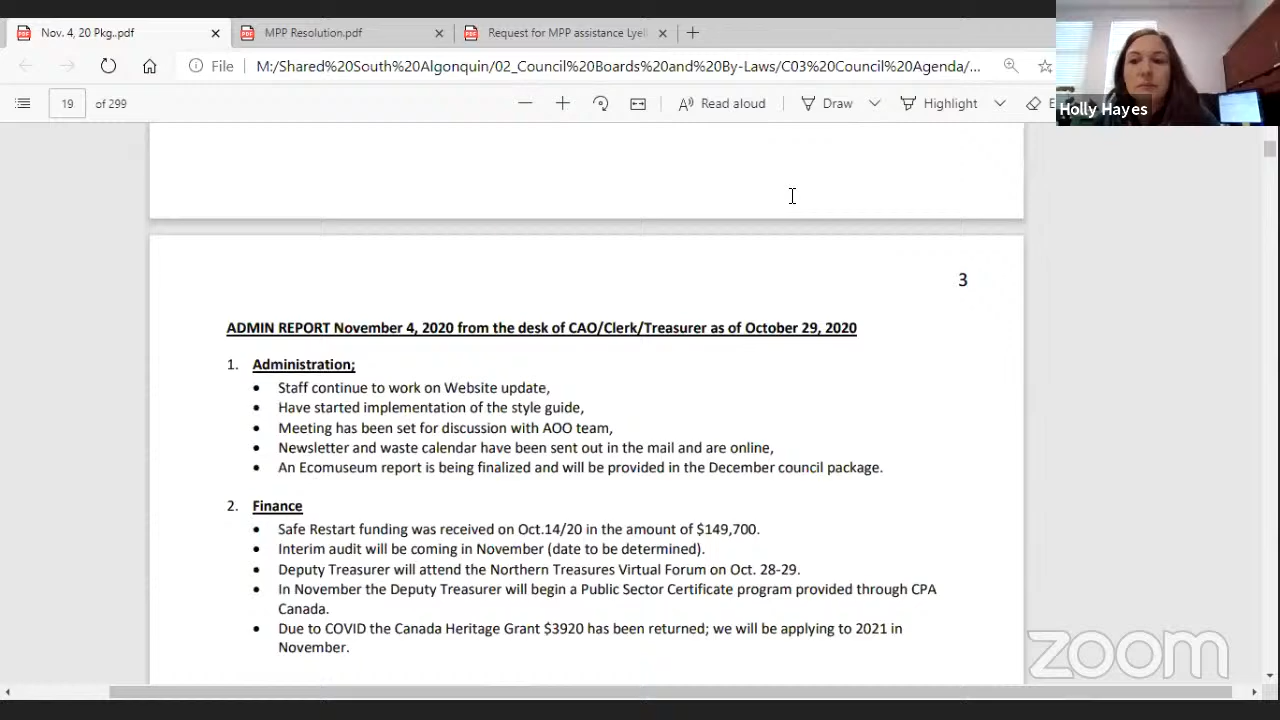 Nov. 4, 20 Pkg..pdf
MPP Resolution.pdf
Request for MPP assistance Lyell
File
M:/Shared%20South%20Algonquin/02_Council%20Boards%20and%20By-Laws/C03%20Council%20Agenda/...
19 of 299
Read aloud
Draw
Highlight
Holly Hayes
3
ADMIN REPORT November 4, 2020 from the desk of CAO/Clerk/Treasurer as of October 29, 2020
1. Administration;
• Staff continue to work on Website update,
• Have started implementation of the style guide,
• Meeting has been set for discussion with AOO team,
• Newsletter and waste calendar have been sent out in the mail and are online,
• An Ecomuseum report is being finalized and will be provided in the December council package.
2. Finance
• Safe Restart funding was received on Oct.14/20 in the amount of $149,700.
• Interim audit will be coming in November (date to be determined).
• Deputy Treasurer will attend the Northern Treasures Virtual Forum on Oct. 28-29.
• In November the Deputy Treasurer will begin a Public Sector Certificate program provided through CPA
Canada.
• Due to COVID the Canada Heritage Grant $3920 has been returned; we will be applying to 2021 in
November.
zoom